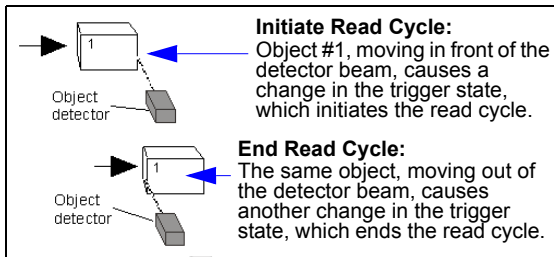 1
Object
detector
Initiate Read Cycle:
Object #1, moving in front of the
detector beam, causes a
change in the trigger state,
which initiates the read cycle.
1
Object
detector
End Read Cycle:
The same object, moving out of
the detector beam, causes
another change in the trigger
state, which ends the read cycle.